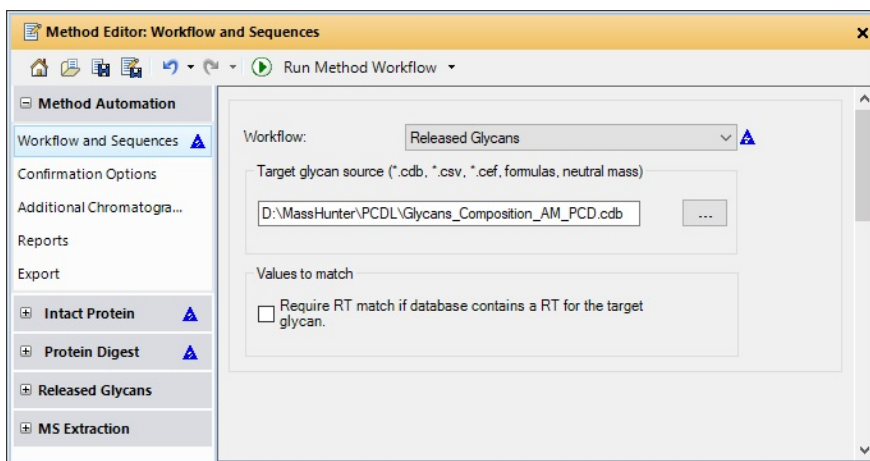 Method Editor: Workflow and Sequences
Run Method Workflow
Method Automation
Workflow and Sequences
Confirmation Options
Additional Chromatogra...
Reports
Export
Intact Protein
Protein Digest
Released Glycans
MS Extraction
Workflow:
Released Glycans
Target glycan source (*.cdb, *.csv, *.cef, formulas, neutral mass)
D:\MassHunter\PCDL\Glycans_Composition_AM_PCD.cdb
...
Values to match
Require RT match if database contains a RT for the target
glycan.